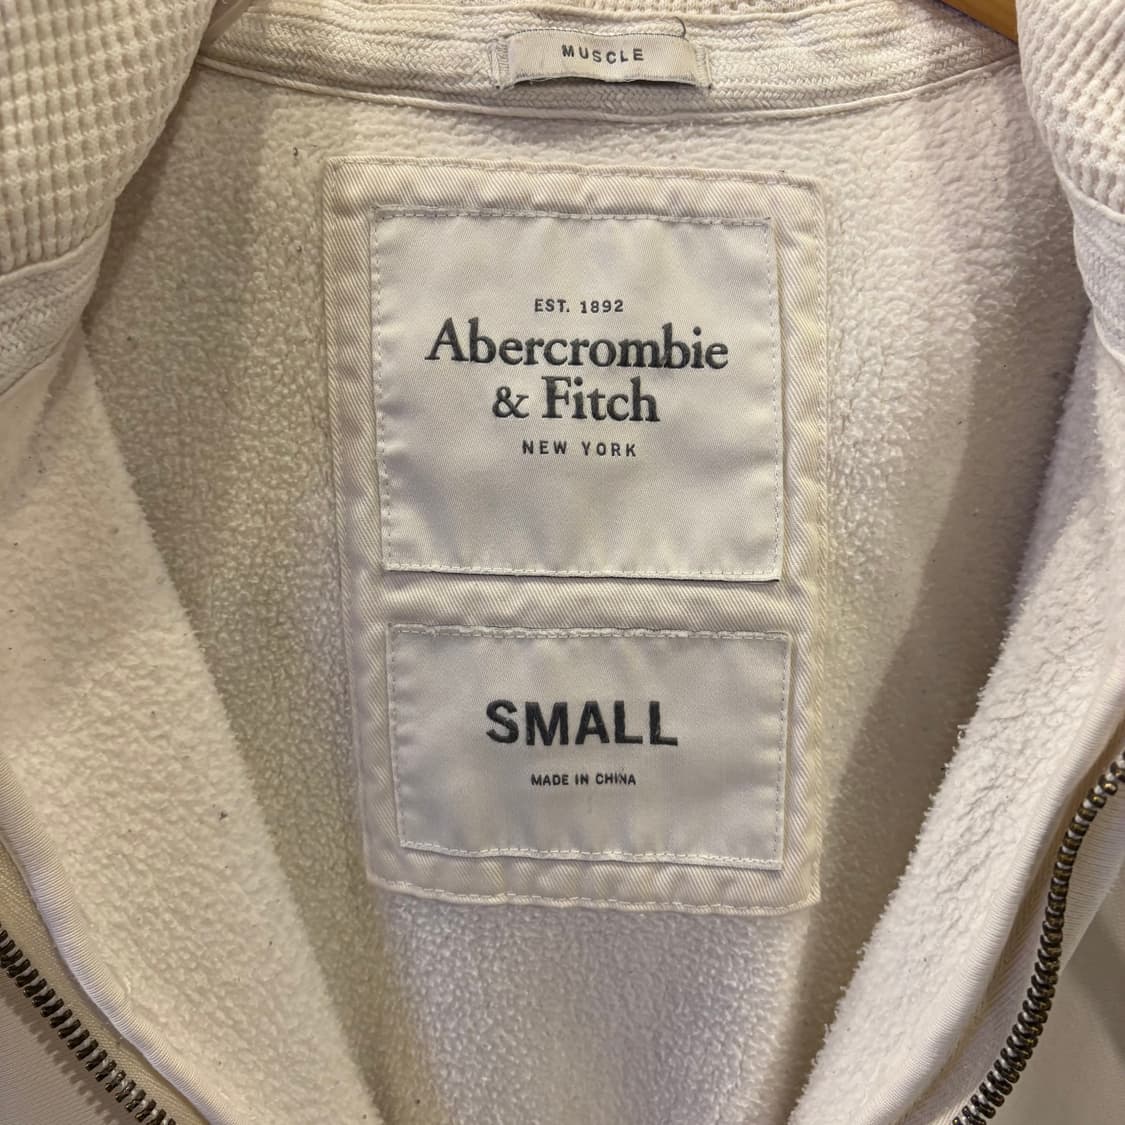 MUSCLE
EST. 1892
Abercrombie
& Fitch
NEW YORK
SMALL
MADE IN CHINA